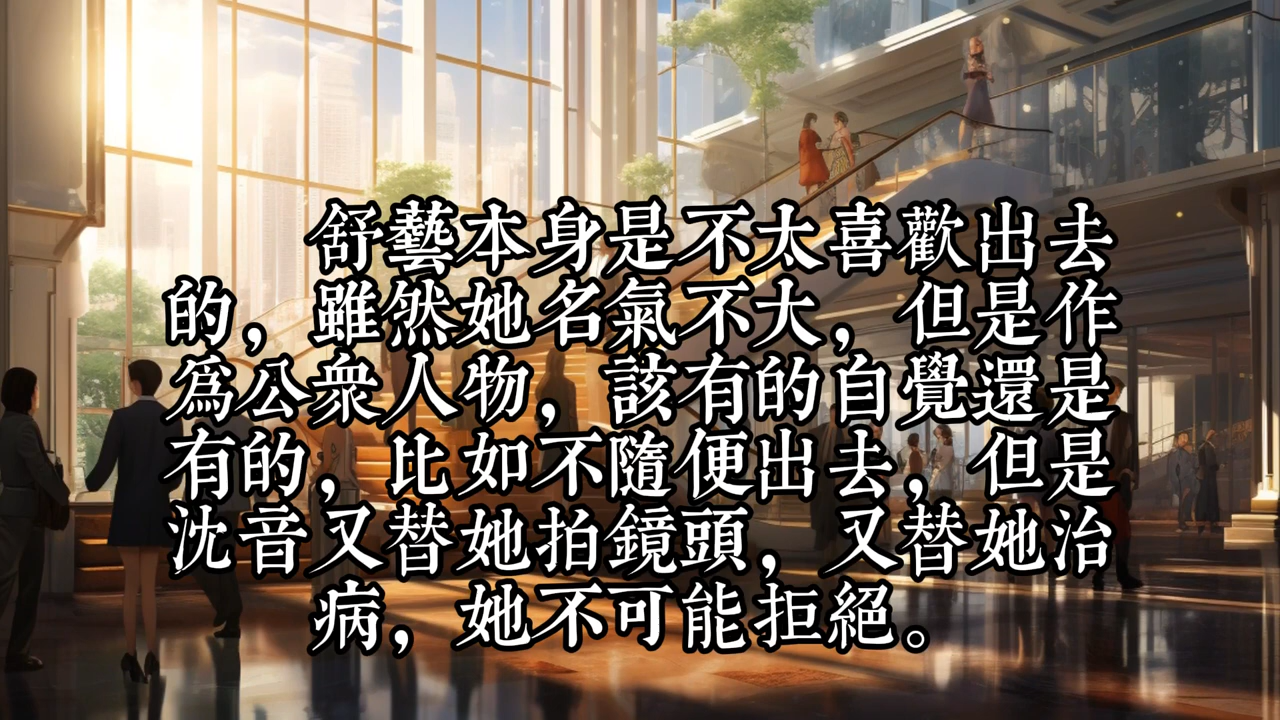 舒藝本身是不太喜歡出去
的，雖然她名氣不大，但是作
爲公衆人物，該有的自覺還是
有的，比如不隨便出去，但是
沈音又替她拍鏡頭，又替她治
病，她不可能拒絕。